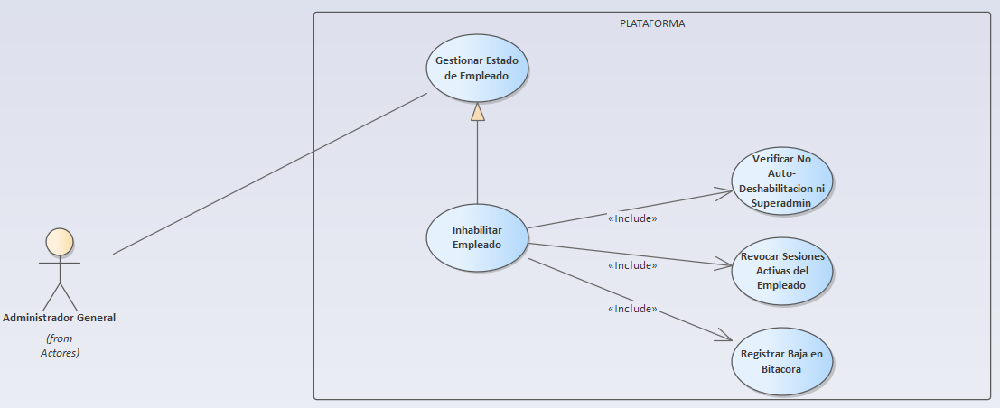 PLATAFORMA
Gestionar Estado
de Empleado
Verificar No
Auto-
Deshabilitacion ni
Superadmin
«Include»
Inhabilitar
Empleado
Revocar Sesiones
Activas del
Empleado
«Include»
«Include»
Administrador General
(from
Actores)
Registrar Baja en
Bitacora